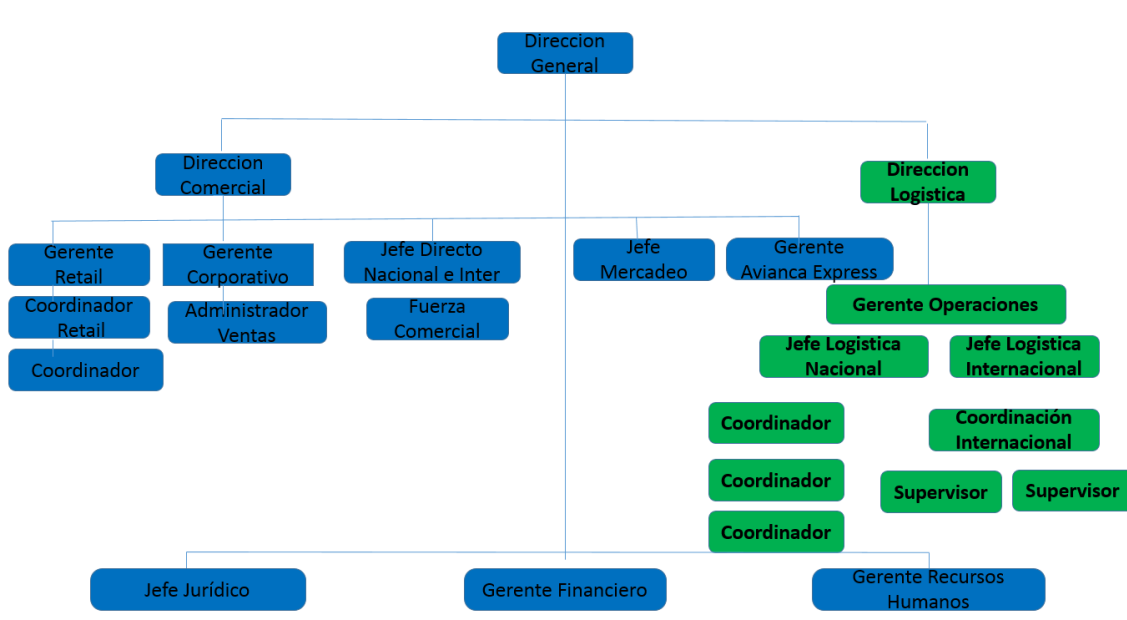 Direccion
General
Direccion
Comercial
Direccion
Logistica
Gerente
Retail
Gerente
Corporativo
Jefe Directo
Nacional e Inter
Jefe
Mercadeo
Gerente
Avianca Express
Coordinador
Retail
Administrador
Ventas
Fuerza
Comercial
Gerente Operaciones
Coordinador
Jefe Logistica
Nacional
Jefe Logistica
Internacional
Coordinador
Coordinación
Internacional
Coordinador
Supervisor
Supervisor
Coordinador
Jefe Jurídico
Gerente Financiero
Gerente Recursos
Humanos